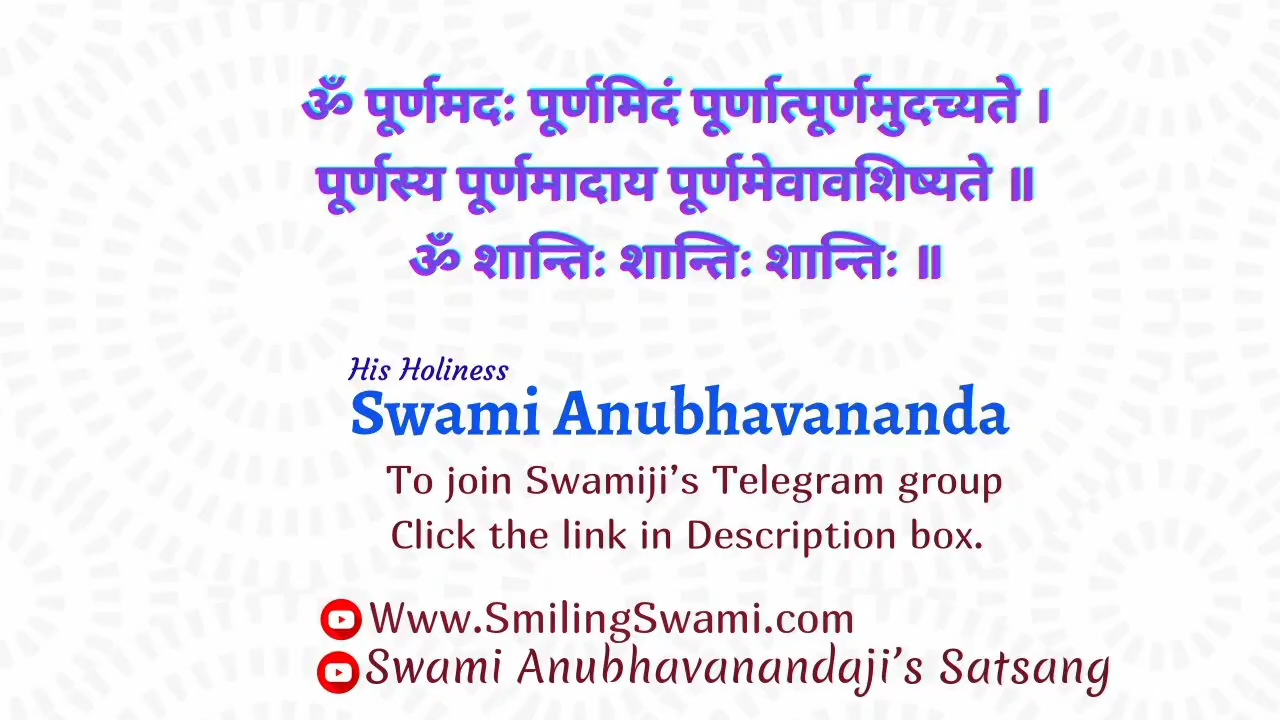 ॐ पूर्णमदः पूर्णमिदं पूर्णात्पूर्णमुदच्यते ।
पूर्णस्य पूर्णमादाय पूर्णमेवावशिष्यते ॥
ॐ शान्तिः शान्तिः शान्तिः ॥
His Holiness
Swami Anubhavananda
To join Swamiji's Telegram group
Click the link in Description box.
Www.SmilingSwami.com
Swami Anubhavanandaji's Satsang